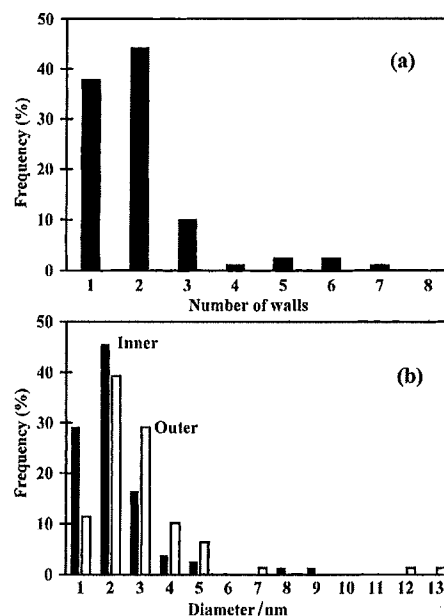 50
(a)
40
30
20
10
0
Frequency (%)
1 2 3 4 5 6 7 8
Number of walls
50
Inner
(b)
40
Outer
30
20
10
0
Frequency (%)
1 2 3 4 5 6 7 8 9 10 11 12 13
Diameter/nm